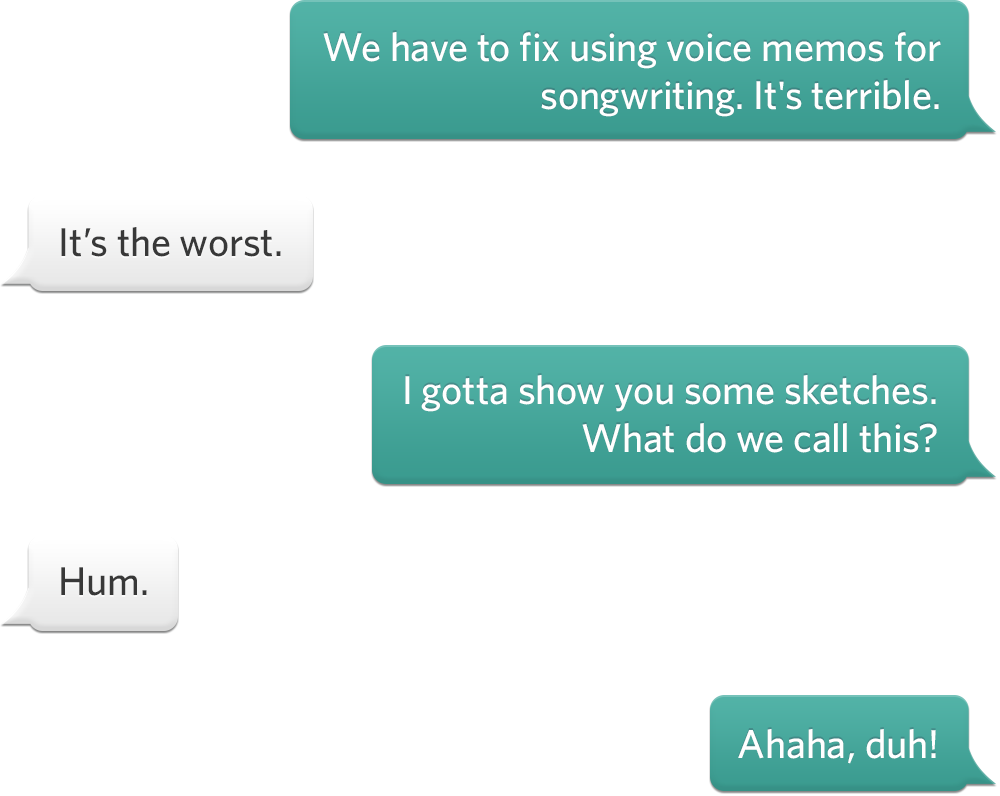 We have to fix using voice memos for
songwriting. It's terrible.
It’s the worst.
I gotta show you some sketches.
What do we call this?
Hum.
Ahaha, duh!